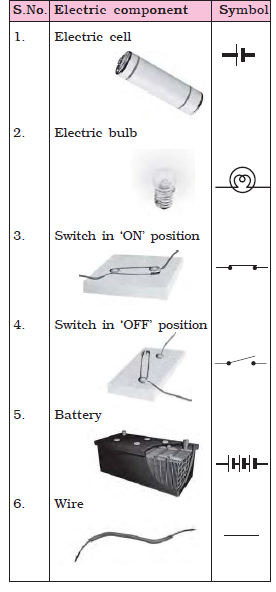 S.No. Electric component Symbol
1. Electric cell
2. Electric bulb
3. Switch in ‘ON’ position
4. Switch in ‘OFF’ position
5. Battery
6. Wire